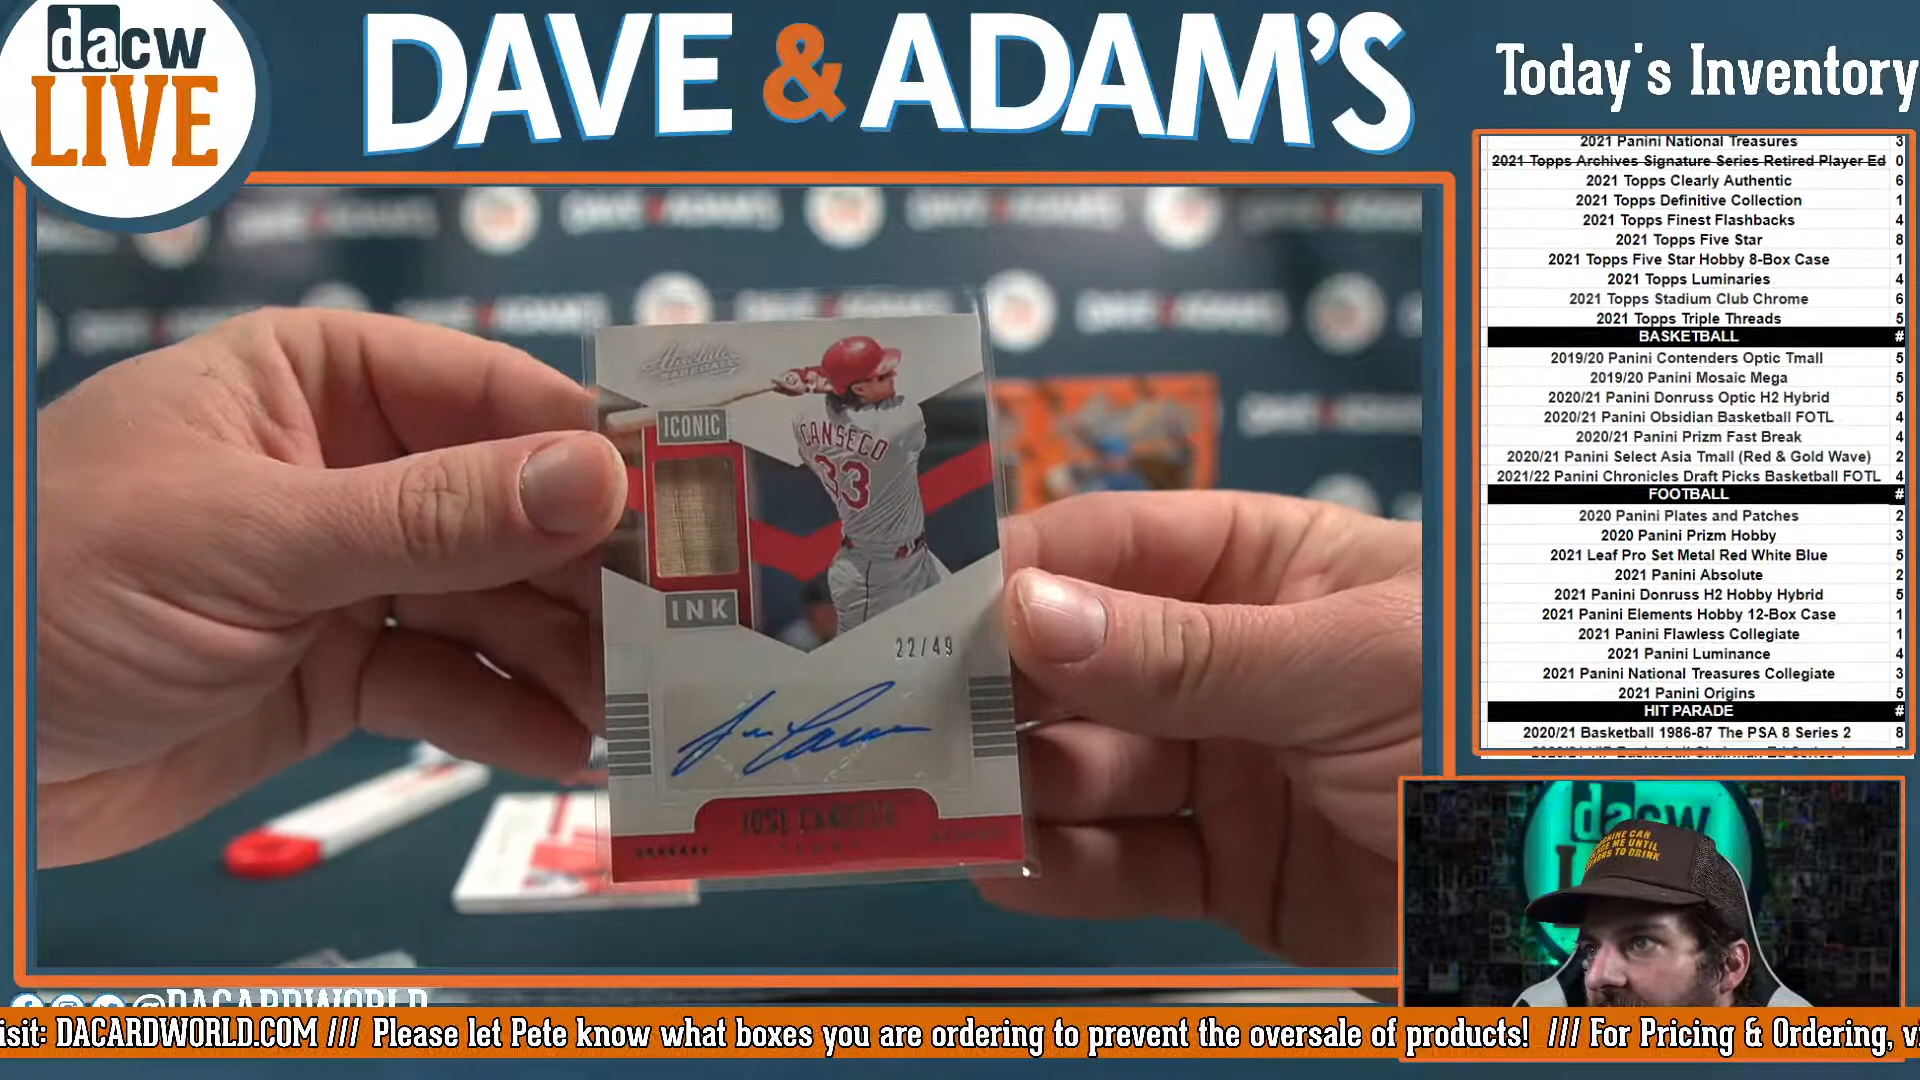 dacw
LIVE
DAVE & ADAM'S
Today's Inventory
2021 Panini National Treasures 3
2021 Topps Archives Signature Series Retired Player Ed 0
2021 Topps Clearly Authentic 6
2021 Topps Definitive Collection 1
2021 Topps Finest Flashbacks 4
2021 Topps Five Star 8
2021 Topps Five Star Hobby 8-Box Case 1
2021 Topps Luminaries 4
2021 Topps Stadium Club Chrome 6
2021 Topps Triple Threads 5
BASKETBALL #
2019/20 Panini Contenders Optic Tmall 5
2019/20 Panini Mosaic Mega 5
2020/21 Panini Donruss Optic H2 Hybrid 5
2020/21 Panini Obsidian Basketball FOTL 4
2020/21 Panini Prizm Fast Break 4
2020/21 Panini Select Asia Tmall (Red & Gold Wave) 2
2021/22 Panini Chronicles Draft Picks Basketball FOTL 4
FOOTBALL #
2020 Panini Plates and Patches 2
2020 Panini Prizm Hobby 3
2021 Leaf Pro Set Metal Red White Blue 5
2021 Panini Absolute 2
2021 Panini Donruss H2 Hobby Hybrid 5
2021 Panini Elements Hobby 12-Box Case 1
2021 Panini Flawless Collegiate 1
2021 Panini Luminance 4
2021 Panini National Treasures Collegiate 3
2021 Panini Origins 5
HIT PARADE #
2020/21 Basketball 1986-87 The PSA 8 Series 2 8
Absolute
BASEBALL
ICONIC
INK
CANSECO
33
22/49
JOSE CANSECO
dacw
ME UNTIL
TO DRINK
@DACARDWORLD
isit: DACARDWORLD.COM /// Please let Pete know what boxes you are ordering to prevent the oversale of products! /// For Pricing & Ordering, vi